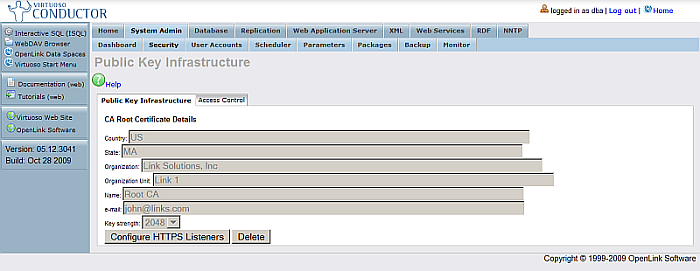 VIRTUOSO
CONDUCTOR
logged in as dba | Log out | Home
Interactive SQL (ISQL)
WebDAV Browser
OpenLink Data Spaces
Virtuoso Start Menu
Documentation (web)
Tutorials (web)
Virtuoso Web Site
OpenLink Software
Version: 05.12.3041
Build: Oct 28 2009
Home System Admin Database Replication Web Application Server XML Web Services RDF NNTP
Dashboard Security User Accounts Scheduler Parameters Packages Backup Monitor
Public Key Infrastructure
Help
Public Key Infrastructure Access Control
CA Root Certificate Details
Country: US
State: MA
Organization: Link Solutions, Inc
Organization Unit: Link 1
Name: Root CA
e-mail: john@links.com
Key strength: 2048
Configure HTTPS Listeners Delete
Copyright © 1999-2009 OpenLink Software